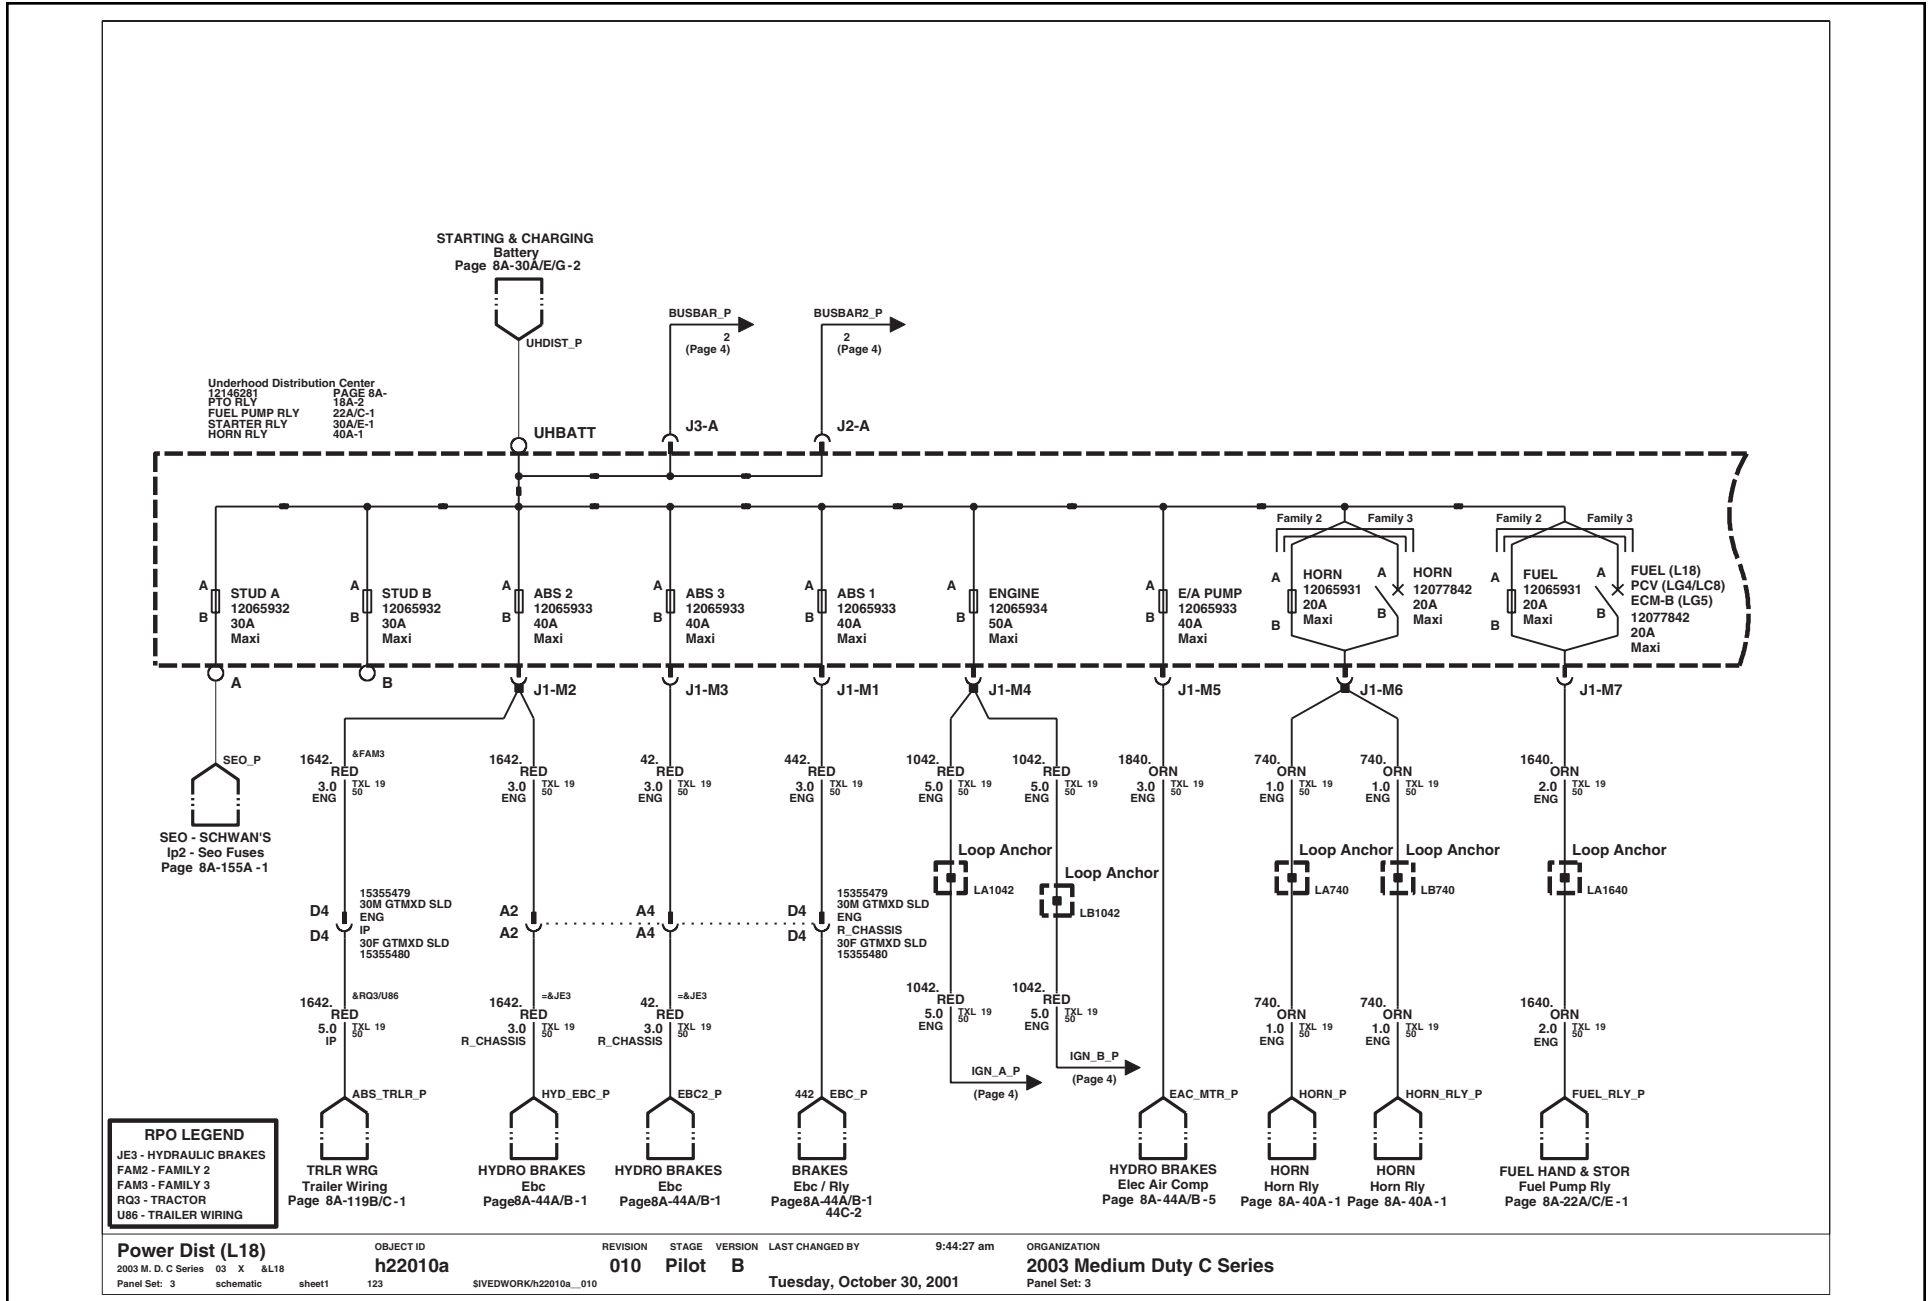 STARTING & CHARGING
Battery
Page 8A-30A/E/G-2
UHDIST_P
BUSBAR_P
2
(Page 4)
BUSBAR2_P
2
(Page 4)
Underhood Distribution Center
12146281 PAGE 8A-
PTO RLY 18A-2
FUEL PUMP RLY 22A/C-1
STARTER RLY 30A/E-1
HORN RLY 40A-1
UHBATT
J3-A
J2-A
Family 2 Family 3
Family 2 Family 3
A
B
STUD A
12065932
30A
Maxi
A
B
STUD B
12065932
30A
Maxi
A
B
ABS 2
12065933
40A
Maxi
A
B
ABS 3
12065933
40A
Maxi
A
B
ABS 1
12065933
40A
Maxi
A
B
ENGINE
12065934
50A
Maxi
A
B
E/A PUMP
12065933
40A
Maxi
A
B
HORN
12065931
20A
Maxi
A
B
HORN
12077842
20A
Maxi
A
B
FUEL
12065931
20A
Maxi
A
B
FUEL (L18)
PCV (LG4/LC8)
ECM-B (LG5)
12077842
20A
Maxi
A
B
J1-M2
J1-M3
J1-M1
J1-M4
J1-M5
J1-M6
J1-M7
SEO_P
SEO - SCHWAN'S
Ip2 - Seo Fuses
Page 8A-155A -1
1642. &FAM3
RED
3.0 TXL 19
ENG 50
1642.
RED
3.0 TXL 19
ENG 50
42.
RED
3.0 TXL 19
ENG 50
442.
RED
3.0 TXL 19
ENG 50
1042.
RED
5.0 TXL 19
ENG 50
1042.
RED
5.0 TXL 19
ENG 50
1840.
ORN
3.0 TXL 19
ENG 50
740.
ORN
1.0 TXL 19
ENG 50
740.
ORN
1.0 TXL 19
ENG 50
1640.
ORN
2.0 TXL 19
ENG 50
Loop Anchor
LA1042
Loop Anchor
LB1042
Loop Anchor
LA740
Loop Anchor
LB740
Loop Anchor
LA1640
D4
D4
15355479
30M GTMXD SLD
ENG
IP
30F GTMXD SLD
15355480
A2
A2
A4
A4
D4
D4
15355479
30M GTMXD SLD
ENG
R_CHASSIS
30F GTMXD SLD
15355480
1642. &RQ3/U86
RED
5.0 TXL 19
IP 50
1642. =&JE3
RED
3.0 TXL 19
R_CHASSIS 50
42. =&JE3
RED
3.0 TXL 19
R_CHASSIS 50
1042.
RED
5.0 TXL 19
ENG 50
1042.
RED
5.0 TXL 19
ENG 50
740.
ORN
1.0 TXL 19
ENG 50
740.
ORN
1.0 TXL 19
ENG 50
1640.
ORN
2.0 TXL 19
ENG 50
IGN_A_P
(Page 4)
IGN_B_P
(Page 4)
ABS_TRLR_P
HYD_EBC_P
EBC2_P
442 EBC_P
EAC_MTR_P
HORN_P
HORN_RLY_P
FUEL_RLY_P
TRLR WRG
Trailer Wiring
Page 8A-119B/C-1
HYDRO BRAKES
Ebc
Page8A-44A/B-1
HYDRO BRAKES
Ebc
Page8A-44A/B-1
BRAKES
Ebc / Rly
Page8A-44A/B-1
44C-2
HYDRO BRAKES
Elec Air Comp
Page 8A-44A/B-5
HORN
Horn Rly
Page 8A-40A-1
HORN
Horn Rly
Page 8A-40A-1
FUEL HAND & STOR
Fuel Pump Rly
Page 8A-22A/C/E-1
RPO LEGEND
JE3 - HYDRAULIC BRAKES
FAM2 - FAMILY 2
FAM3 - FAMILY 3
RQ3 - TRACTOR
U86 - TRAILER WIRING
Power Dist (L18)
2003 M. D. C Series 03 X &L18
Panel Set: 3 schematic sheet1 123
OBJECT ID
h22010a
$IVEDWORK/h22010a__010
REVISION
010
STAGE
Pilot
VERSION
B
LAST CHANGED BY
9:44:27 am
Tuesday, October 30, 2001
ORGANIZATION
2003 Medium Duty C Series
Panel Set: 3